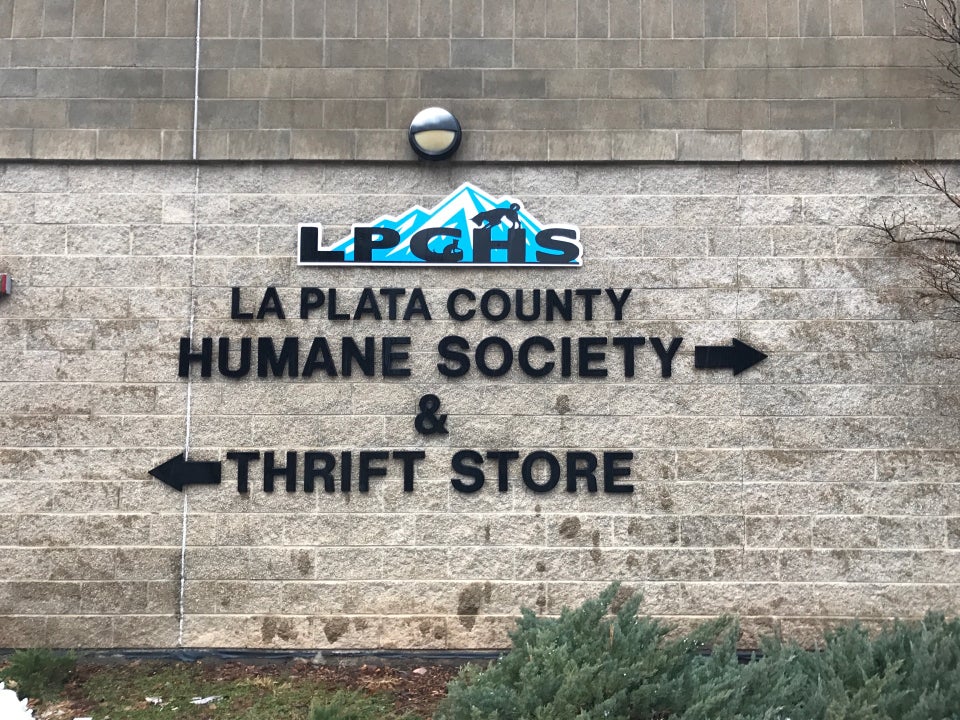 LPCHS
LA PLATA COUNTY
HUMANE SOCIETY
&
THRIFT STORE